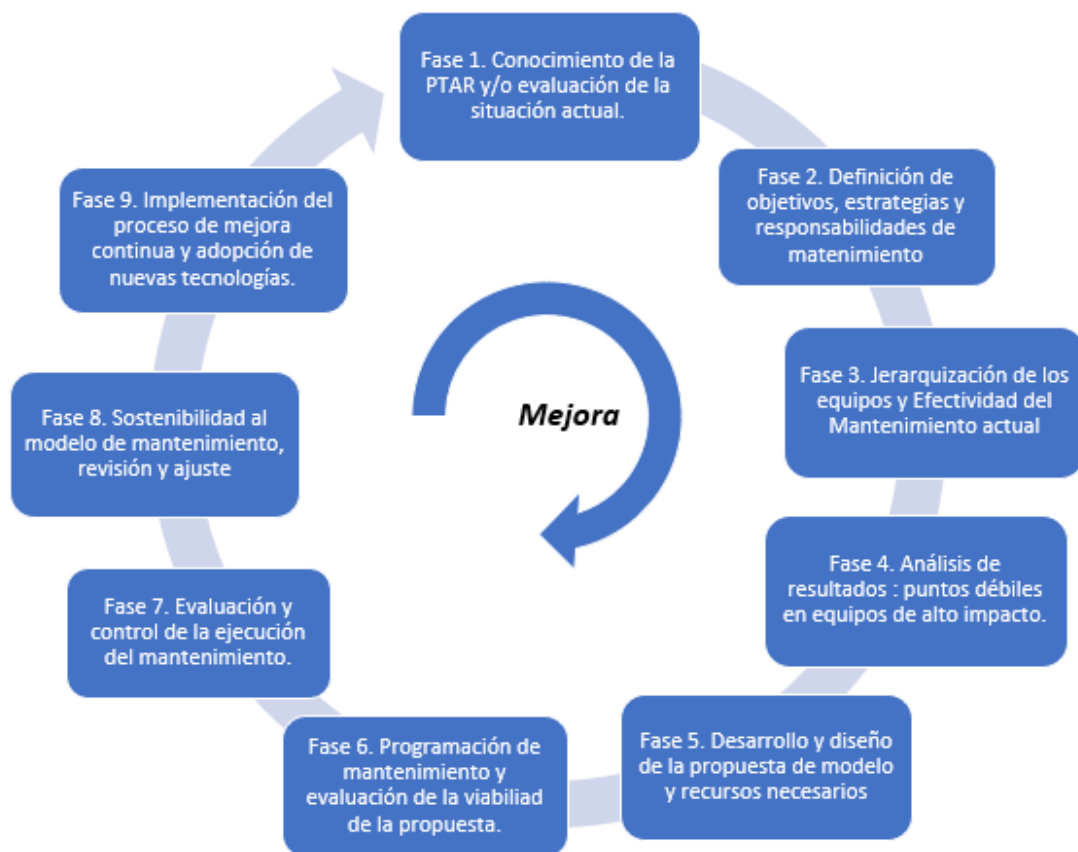 Fase 1. Conocimiento de la
PTAR y/o evaluación de la
situación actual.
Fase 2. Definición de
objetivos, estrategias y
responsabilidades de
matenimiento
Fase 3. Jerarquización de los
equipos y Efectividad del
Mantenimiento actual
Fase 4. Análisis de
resultados : puntos débiles
en equipos de alto impacto.
Fase 5. Desarrollo y diseño
de la propuesta de modelo
y recursos necesarios
Fase 6. Programación de
mantenimiento y
evaluación de la viabiliad
de la propuesta.
Fase 7. Evaluación y
control de la ejecución
del mantenimiento.
Fase 8. Sostenibilidad al
modelo de mantenimiento,
revisión y ajuste
Fase 9. Implementación del
proceso de mejora
continua y adopción de
nuevas tecnologías.
Mejora